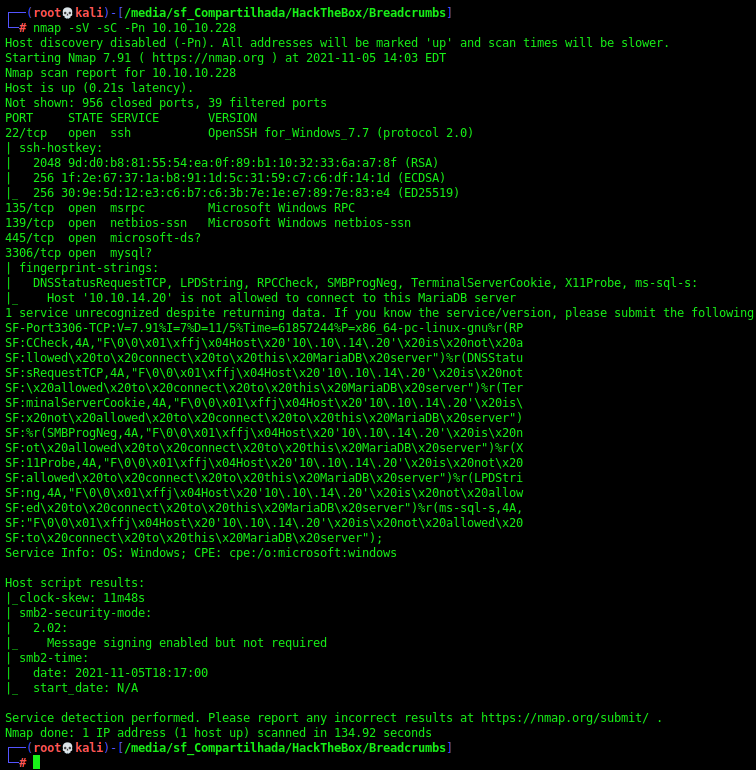 ┌──(root💀kali)-[/media/sf_Compartilhada/HackTheBox/Breadcrumbs]
└─# nmap -sV -sC -Pn 10.10.10.228
Host discovery disabled (-Pn). All addresses will be marked 'up' and scan times will be slower.
Starting Nmap 7.91 ( https://nmap.org ) at 2021-11-05 14:03 EDT
Nmap scan report for 10.10.10.228
Host is up (0.21s latency).
Not shown: 956 closed ports, 39 filtered ports
PORT     STATE SERVICE       VERSION
22/tcp   open  ssh           OpenSSH for_Windows_7.7 (protocol 2.0)
| ssh-hostkey:
|   2048 9d:d0:b8:81:55:54:ea:0f:89:b1:10:32:33:6a:a7:8f (RSA)
|   256 1f:2e:67:37:1a:b8:91:1d:5c:31:59:c7:c6:df:14:1d (ECDSA)
|_  256 30:9e:5d:12:e3:c6:b7:c6:3b:7e:1e:e7:89:7e:83:e4 (ED25519)
135/tcp  open  msrpc         Microsoft Windows RPC
139/tcp  open  netbios-ssn   Microsoft Windows netbios-ssn
445/tcp  open  microsoft-ds?
3306/tcp open  mysql?
| fingerprint-strings:
|   DNSStatusRequestTCP, LPDString, RPCCheck, SMBProgNeg, TerminalServerCookie, X11Probe, ms-sql-s:
|_    Host '10.10.14.20' is not allowed to connect to this MariaDB server
1 service unrecognized despite returning data. If you know the service/version, please submit the following
SF-Port3306-TCP:V=7.91%I=7%D=11/5%Time=61857244%P=x86_64-pc-linux-gnu%r(RP
SF:CCheck,4A,"F\0\0\x01\xffj\x04Host\x20'10\.10\.14\.20'\x20is\x20not\x20a
SF:llowed\x20to\x20connect\x20to\x20this\x20MariaDB\x20server")%r(DNSStatu
SF:sRequestTCP,4A,"F\0\0\x01\xffj\x04Host\x20'10\.10\.14\.20'\x20is\x20not
SF:\x20allowed\x20to\x20connect\x20to\x20this\x20MariaDB\x20server")%r(Ter
SF:minalServerCookie,4A,"F\0\0\x01\xffj\x04Host\x20'10\.10\.14\.20'\x20is\
SF:x20not\x20allowed\x20to\x20connect\x20to\x20this\x20MariaDB\x20server")
SF:%r(SMBProgNeg,4A,"F\0\0\x01\xffj\x04Host\x20'10\.10\.14\.20'\x20is\x20n
SF:ot\x20allowed\x20to\x20connect\x20to\x20this\x20MariaDB\x20server")%r(X
SF:11Probe,4A,"F\0\0\x01\xffj\x04Host\x20'10\.10\.14\.20'\x20is\x20not\x20
SF:allowed\x20to\x20connect\x20to\x20this\x20MariaDB\x20server")%r(LPDStri
SF:ng,4A,"F\0\0\x01\xffj\x04Host\x20'10\.10\.14\.20'\x20is\x20not\x20allow
SF:ed\x20to\x20connect\x20to\x20this\x20MariaDB\x20server")%r(ms-sql-s,4A,
SF:"F\0\0\x01\xffj\x04Host\x20'10\.10\.14\.20'\x20is\x20not\x20allowed\x20
SF:to\x20connect\x20to\x20this\x20MariaDB\x20server");
Service Info: OS: Windows; CPE: cpe:/o:microsoft:windows
Host script results:
|_clock-skew: 11m48s
| smb2-security-mode:
|   2.02:
|_    Message signing enabled but not required
| smb2-time:
|   date: 2021-11-05T18:17:00
|_  start_date: N/A
Service detection performed. Please report any incorrect results at https://nmap.org/submit/ .
Nmap done: 1 IP address (1 host up) scanned in 134.92 seconds
┌──(root💀kali)-[/media/sf_Compartilhada/HackTheBox/Breadcrumbs]
└─#